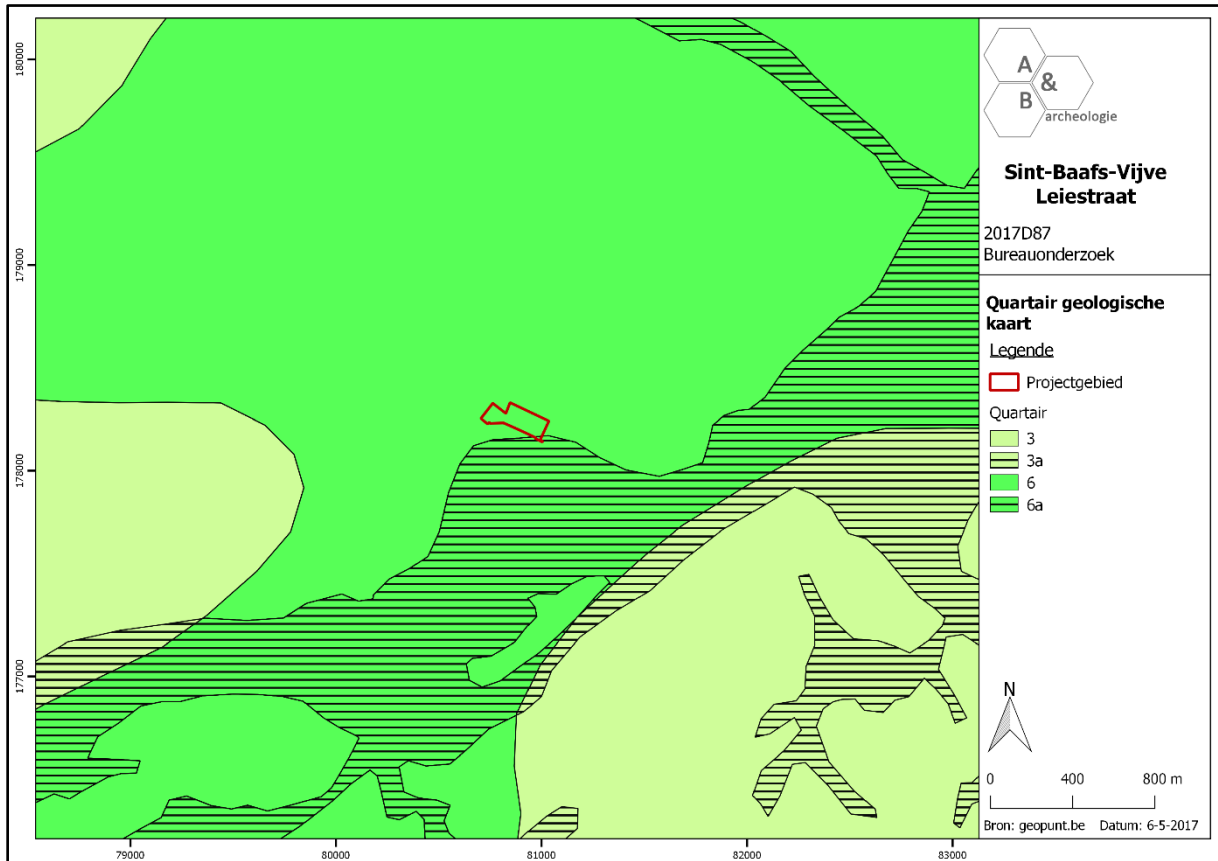 A
&
B
archeologie
Sint-Baafs-Vijve
Leiestraat
2017D87
Bureauonderzoek
Quartair geologische
kaart
Legende
Projectgebied
Quartair
3
3a
6
6a
N
0 400 800 m
Bron: geopunt.be Datum: 6-5-2017
180000
179000
178000
177000
79000 80000 81000 82000 83000